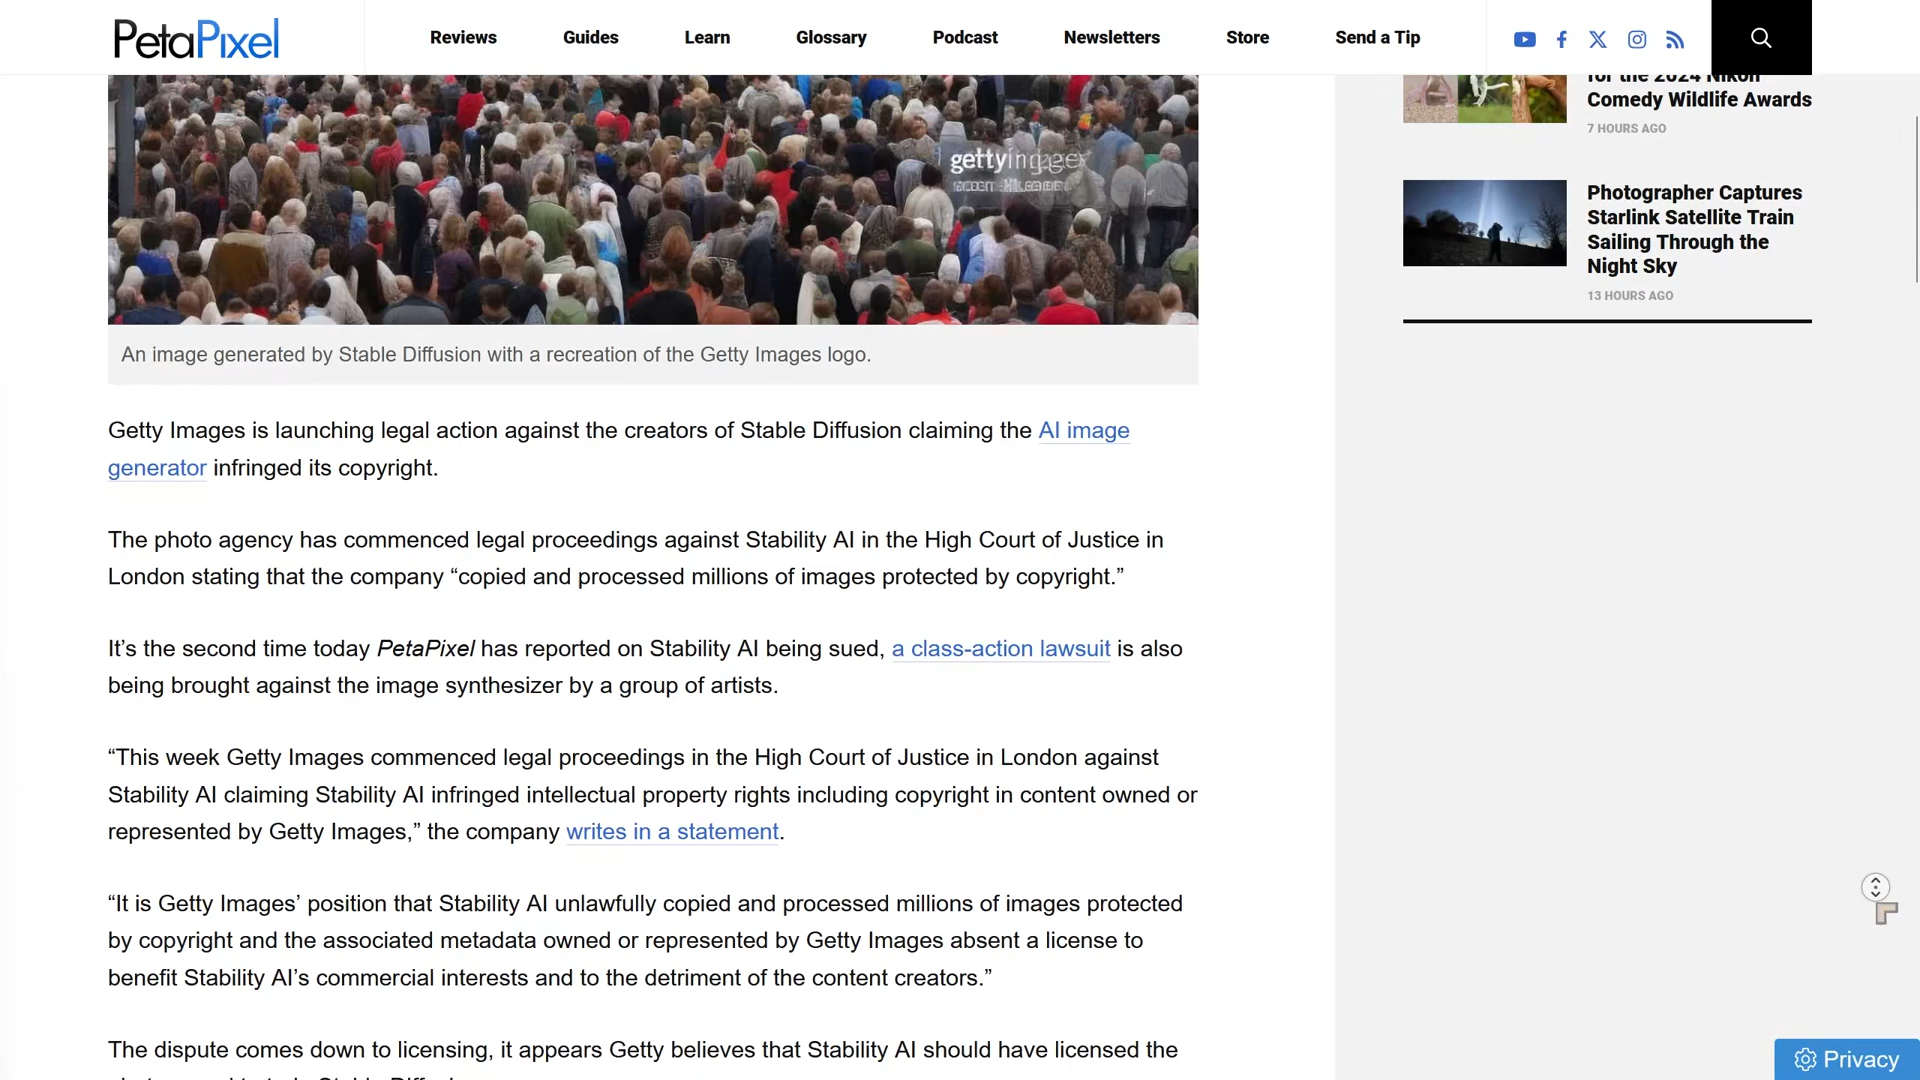 PetaPixel
Reviews
Guides
Learn
Glossary
Podcast
Newsletters
Store
Send a Tip
for the 2024 Nikon
Comedy Wildlife Awards
7 HOURS AGO
gettyimages
Photographer Captures
Starlink Satellite Train
Sailing Through the
Night Sky
13 HOURS AGO
An image generated by Stable Diffusion with a recreation of the Getty Images logo.
Getty Images is launching legal action against the creators of Stable Diffusion claiming the AI image
generator infringed its copyright.
The photo agency has commenced legal proceedings against Stability AI in the High Court of Justice in
London stating that the company “copied and processed millions of images protected by copyright.”
It’s the second time today PetaPixel has reported on Stability AI being sued, a class-action lawsuit is also
being brought against the image synthesizer by a group of artists.
“This week Getty Images commenced legal proceedings in the High Court of Justice in London against
Stability AI claiming Stability AI infringed intellectual property rights including copyright in content owned or
represented by Getty Images,” the company writes in a statement.
“It is Getty Images’ position that Stability AI unlawfully copied and processed millions of images protected
by copyright and the associated metadata owned or represented by Getty Images absent a license to
benefit Stability AI’s commercial interests and to the detriment of the content creators.”
The dispute comes down to licensing, it appears Getty believes that Stability AI should have licensed the
Privacy